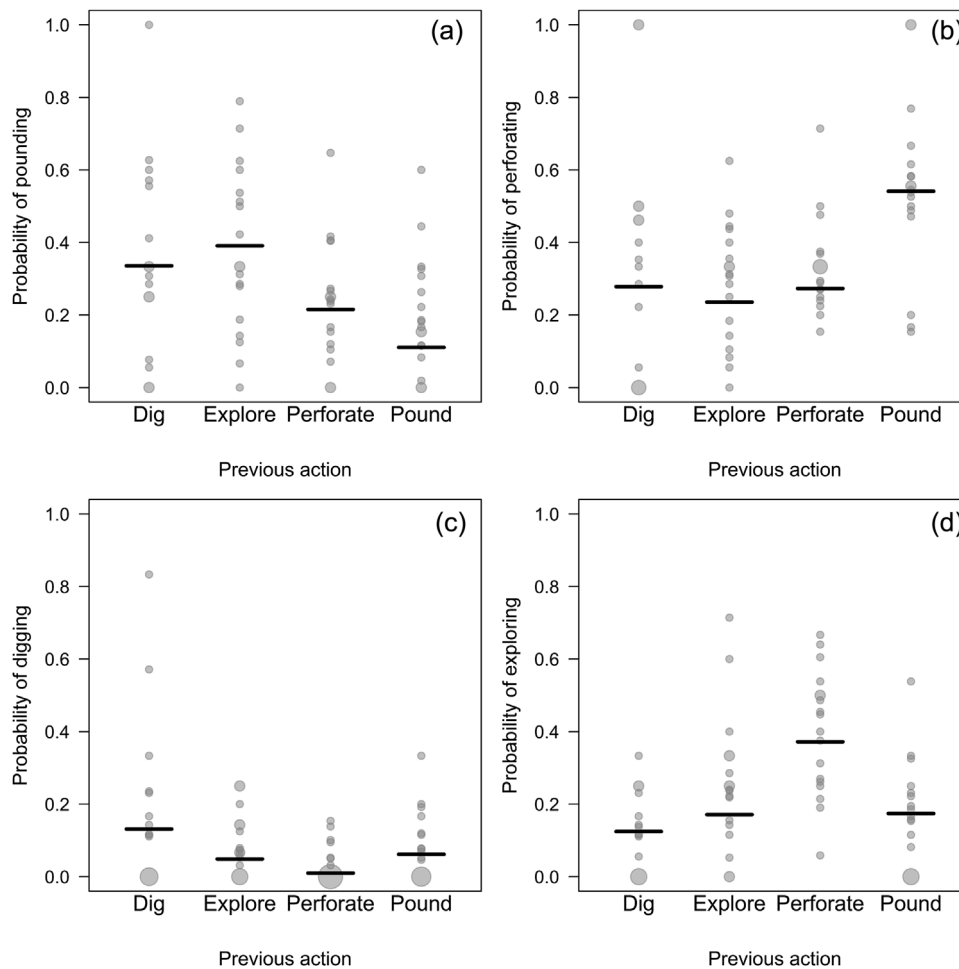 (a)
Probability of pounding
1.0
0.8
0.6
0.4
0.2
0.0
Dig Explore Perforate Pound
Previous action
(b)
Probability of perforating
1.0
0.8
0.6
0.4
0.2
0.0
Dig Explore Perforate Pound
Previous action
(c)
Probability of digging
1.0
0.8
0.6
0.4
0.2
0.0
Dig Explore Perforate Pound
Previous action
(d)
Probability of exploring
1.0
0.8
0.6
0.4
0.2
0.0
Dig Explore Perforate Pound
Previous action